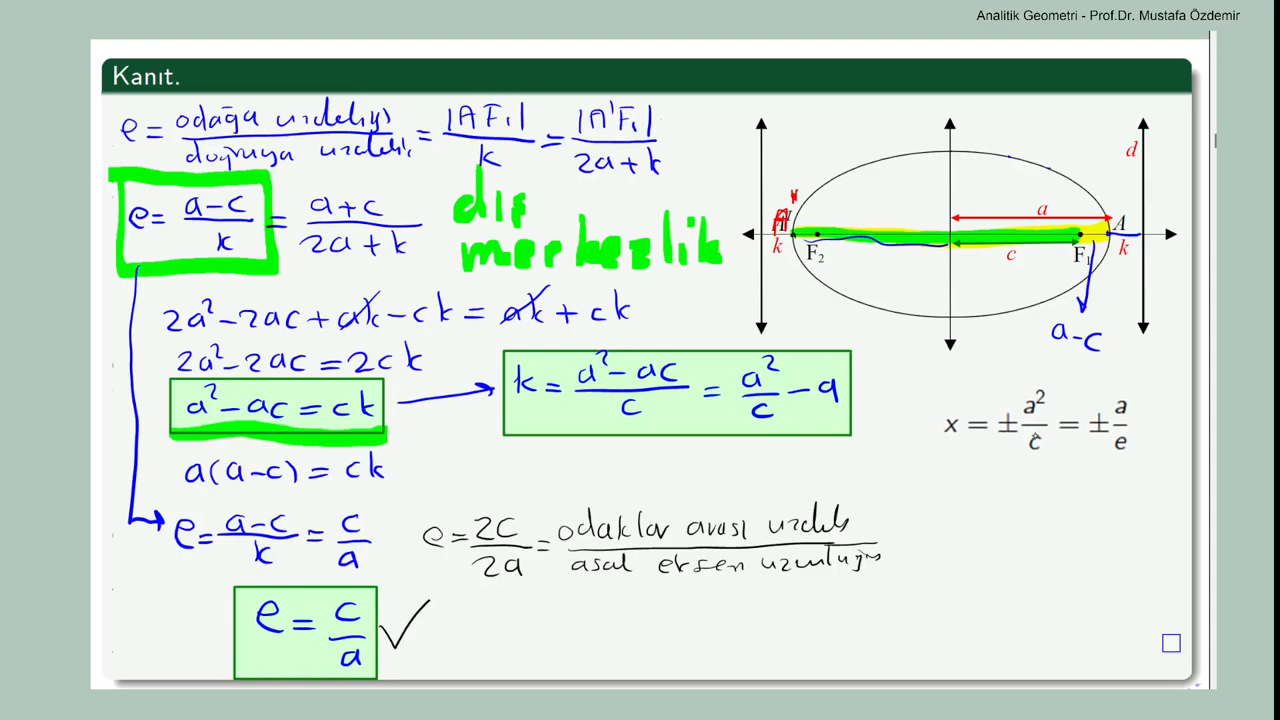 Analitik Geometri - Prof.Dr. Mustafa Özdemir
Kanıt.
e = odağa uzaklığı / doğruya uzaklık = |AF₁| / k = |A'F₁| / 2a+k
e = a-c / k = a+c / 2a+k
dış
merkezlik
2a² - 2ac + ak - ck = ak + ck
2a² - 2ac = 2ck
a² - ac = ck
k = a² - ac / c = a² / c - a
a(a-c) = ck
e = a-c / k = c / a
e = 2c / 2a = odaklar arası uzaklık / asal eksen uzunluğu
e = c / a ✓
d
a
A
k
F₂
c
F₁
k
a-c
x = ± a² / c = ± a / e